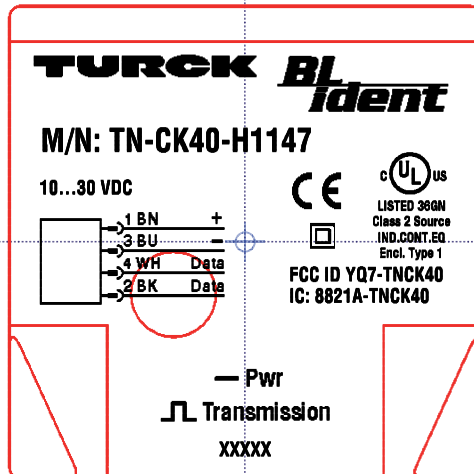 TURCK BL ident
M/N: TN-CK40-H1147
10...30 VDC
1 BN +
3 BU -
4 WH Data
2 BK Data
CE
C UL US
LISTED 36GN
Class 2 Source
IND.CONT.EQ
Encl. Type 1
FCC ID YQ7-TNCK40
IC: 8821A-TNCK40
Pwr
Transmission
XXXXX